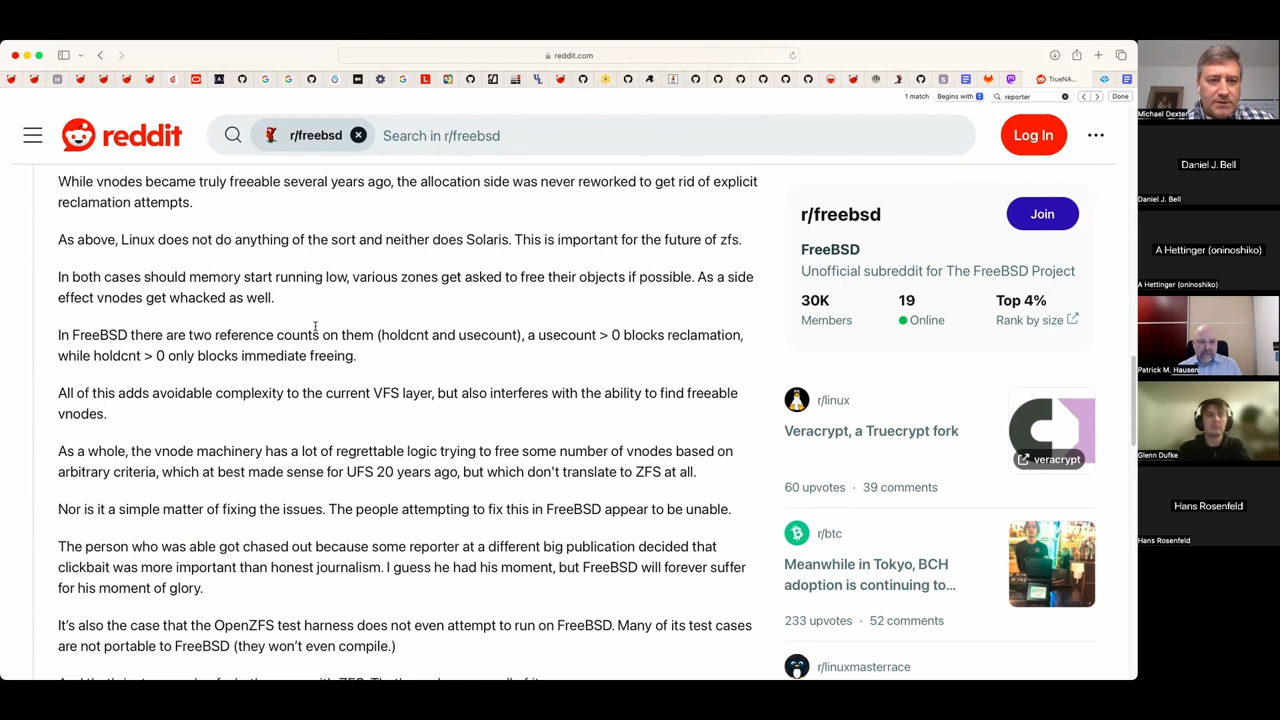 reddit.com
TrueNA...
1 match
Begins with
reporter
Done
reddit
r/freebsd
Search in r/freebsd
Log In
While vnodes became truly freeable several years ago, the allocation side was never reworked to get rid of explicit
reclamation attempts.
As above, Linux does not do anything of the sort and neither does Solaris. This is important for the future of zfs.
In both cases should memory start running low, various zones get asked to free their objects if possible. As a side
effect vnodes get whacked as well.
In FreeBSD there are two reference counts on them (holdcnt and usecount), a usecount > 0 blocks reclamation,
while holdcnt > 0 only blocks immediate freeing.
All of this adds avoidable complexity to the current VFS layer, but also interferes with the ability to find freeable
vnodes.
As a whole, the vnode machinery has a lot of regrettable logic trying to free some number of vnodes based on
arbitrary criteria, which at best made sense for UFS 20 years ago, but which don't translate to ZFS at all.
Nor is it a simple matter of fixing the issues. The people attempting to fix this in FreeBSD appear to be unable.
The person who was able got chased out because some reporter at a different big publication decided that
clickbait was more important than honest journalism. I guess he had his moment, but FreeBSD will forever suffer
for his moment of glory.
It's also the case that the OpenZFS test harness does not even attempt to run on FreeBSD. Many of its test cases
are not portable to FreeBSD (they won't even compile.)
r/freebsd
Join
FreeBSD
Unofficial subreddit for The FreeBSD Project
30K
19
Top 4%
Members
Online
Rank by size
r/linux
Veracrypt, a Truecrypt fork
veracrypt
60 upvotes · 39 comments
r/btc
Meanwhile in Tokyo, BCH
adoption is continuing to...
233 upvotes · 52 comments
r/linuxmasterrace
Michael Dexter
Daniel J. Bell
Daniel J. Bell
A Hettinger (oninoshiko)
A Hettinger (oninoshiko)
Patrick M. Hausen
Glenn Dufke
Hans Rosenfeld
Hans Rosenfeld